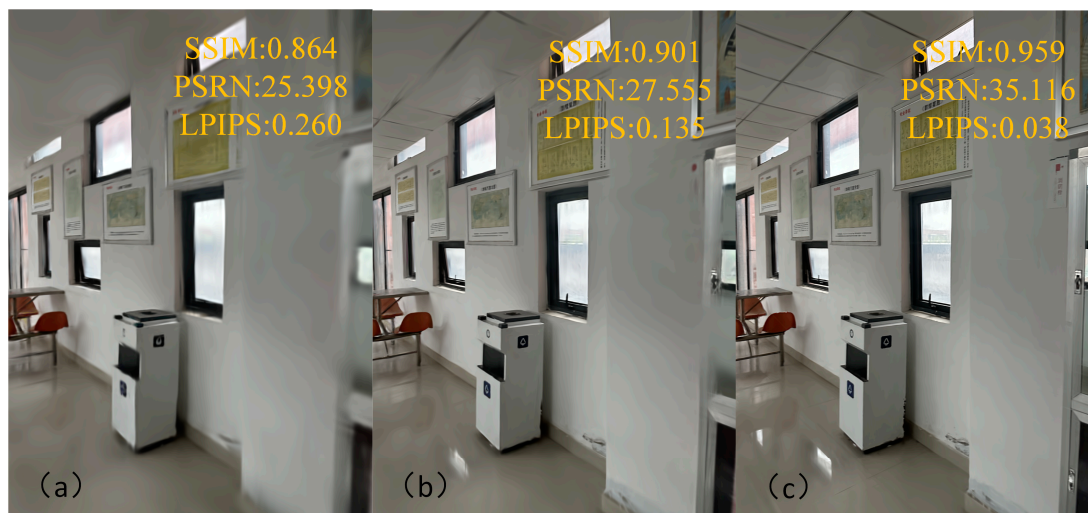 SSIM:0.864
PSRN:25.398
LPIPS:0.260
(a)
SSIM:0.901
PSRN:27.555
LPIPS:0.135
(b)
SSIM:0.959
PSRN:35.116
LPIPS:0.038
(c)